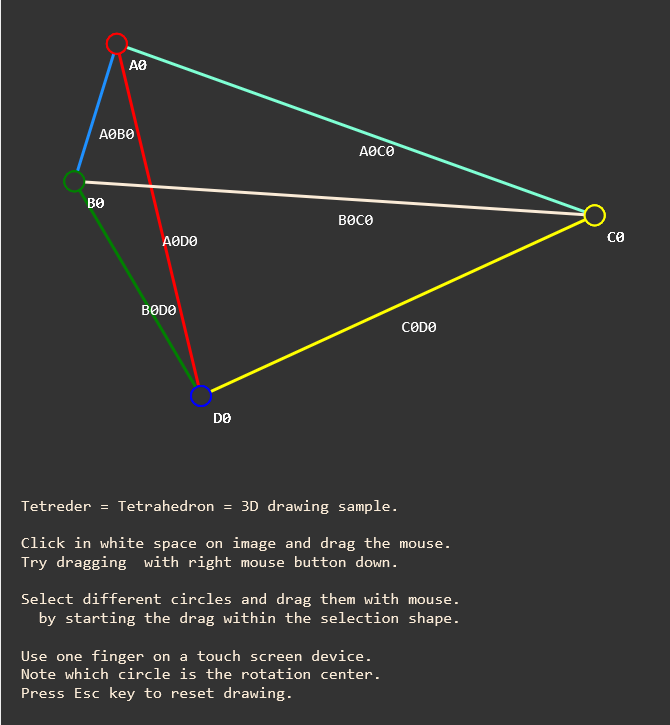 A0
A0B0
A0C0
B0
B0C0
C0
A0D0
B0D0
C0D0
D0
Tetreder = Tetrahedron = 3D drawing sample.
Click in white space on image and drag the mouse.
Try dragging  with right mouse button down.
Select different circles and drag them with mouse.
  by starting the drag within the selection shape.
Use one finger on a touch screen device.
Note which circle is the rotation center.
Press Esc key to reset drawing.